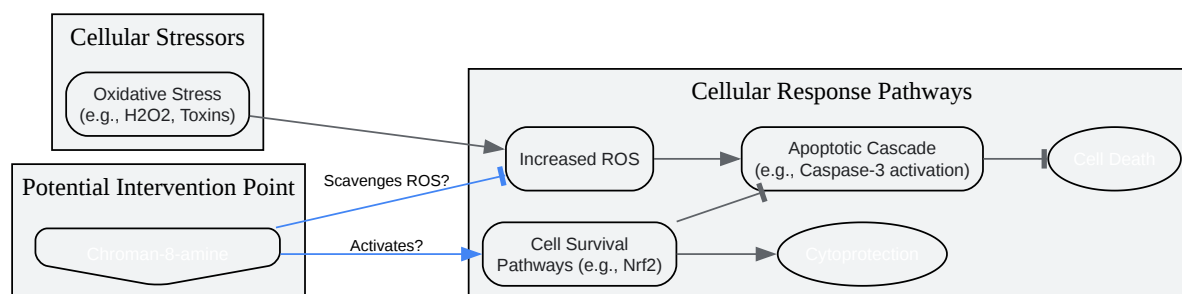 Cellular Stressors
Oxidative Stress
(e.g., H2O2, Toxins)
Potential Intervention Point
Chroman-8-amine
Scavenges ROS?
Activates?
Cellular Response Pathways
Increased ROS
Apoptotic Cascade
(e.g., Caspase-3 activation)
Cell Death
Cell Survival
Pathways (e.g., Nrf2)
Cytoprotection